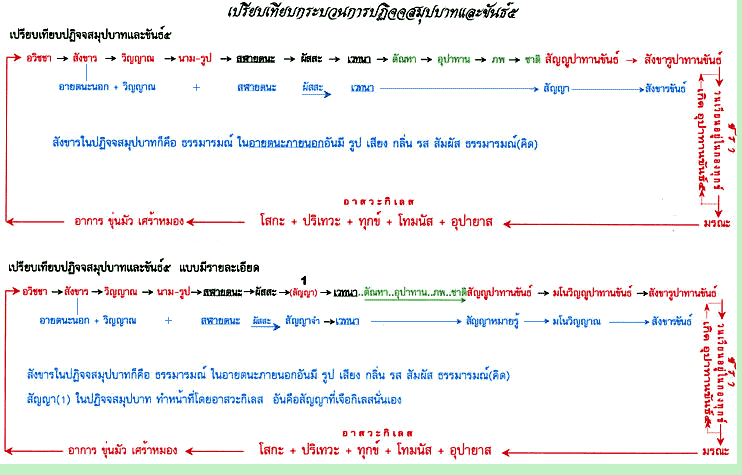 เปรียบเทียบกระบวนการปฏิจจสมุปบาทและขันธ์๕
เปรียบเทียบปฏิจจสมุปบาทและขันธ์๕
อวิชชา สังขาร วิญญาณ นาม-รูป สฬายตนะ ผัสสะ เวทนา ตัณหา อุปาทาน ภพ ชาติ สัญญูปาทานขันธ์ สังขารูปาทานขันธ์
อายตนะนอก + วิญญาณ + สฬายตนะ ผัสสะ เวทนา สัญญา สังขารขันธ์
ชรา
วนเวียนอยู่ในกองทุกข์
เกิด อุปาทานขันธ์๕
สังขารในปฏิจจสมุปบาทก็คือ ธรรมารมณ์ ในอายตนะภายนอกอันมี รูป เสียง กลิ่น รส สัมผัส ธรรมารมณ์(คิด)
อาสวะกิเลส
อาการ ขุ่นมัว เศร้าหมอง โสกะ + ปริเทวะ + ทุกข์ + โทมนัส + อุปายาส มรณะ
เปรียบเทียบปฏิจจสมุปบาทและขันธ์๕ แบบมีรายละเอียด
1
อวิชชา สังขาร วิญญาณ นาม-รูป สฬายตนะ ผัสสะ (สัญญา) เวทนา..ตัณหา..อุปาทาน..ภพ..ชาติ สัญญูปาทานขันธ์ มโนวิญญูปาทานขันธ์ สังขารูปาทานขันธ์
อายตนะนอก + วิญญาณ + สฬายตนะ ผัสสะ สัญญาจำ เวทนา สัญญาหมายรู้ มโนวิญญาณ สังขารขันธ์
ชรา
วนเวียนอยู่ในกองทุกข์
เกิด อุปาทานขันธ์๕
สังขารในปฏิจจสมุปบาทก็คือ ธรรมารมณ์ ในอายตนะภายนอกอันมี รูป เสียง กลิ่น รส สัมผัส ธรรมารมณ์(คิด)
สัญญา(1) ในปฏิจจสมุปบาท ทำหน้าที่โดยอาสวะกิเลส อันคือสัญญาที่เจือกิเลสนั่นเอง
อาสวะกิเลส
อาการ ขุ่นมัว เศร้าหมอง โสกะ + ปริเทวะ + ทุกข์ + โทมนัส + อุปายาส มรณะ